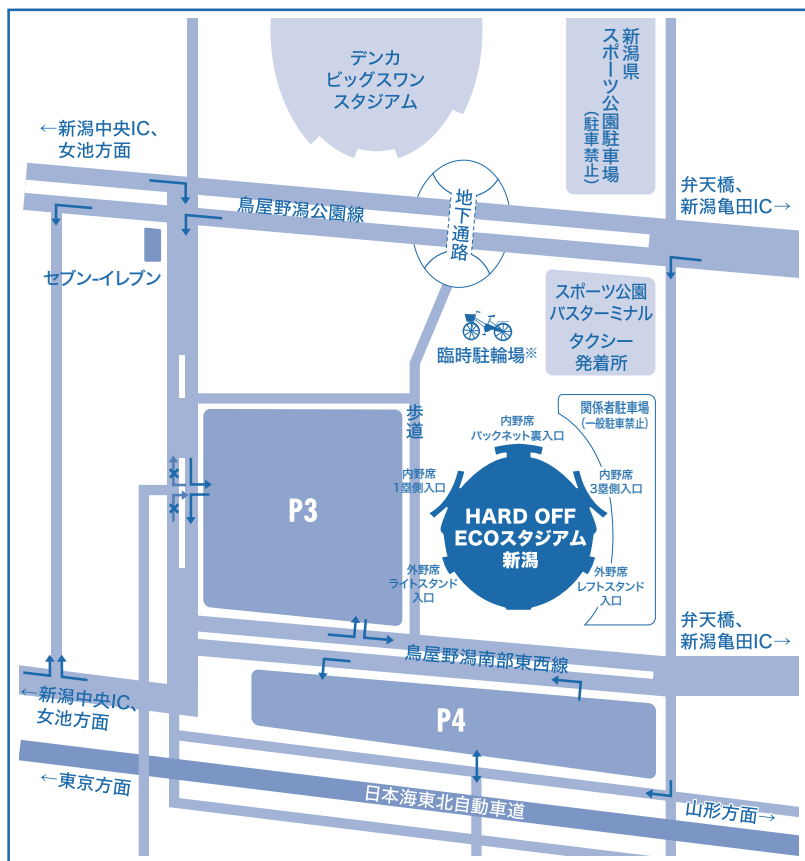 デンカ
ビッグスワン
スタジアム
新潟県
スポーツ公園駐車場
(駐車禁止)
←新潟中央IC、
女池方面
鳥屋野潟公園線
地下通路
弁天橋、
新潟亀田IC→
セブン-イレブン
スポーツ公園
バスターミナル
タクシー
発着所
臨時駐輪場※
歩道
関係者駐車場
(一般駐車禁止)
内野席
バックネット裏入口
内野席
1塁側入口
内野席
3塁側入口
P3
HARD OFF
ECOスタジアム
新潟
外野席
ライトスタンド
入口
外野席
レフトスタンド
入口
弁天橋、
新潟亀田IC→
鳥屋野潟南部東西線
←新潟中央IC、
女池方面
P4
←東京方面
日本海東北自動車道
山形方面→